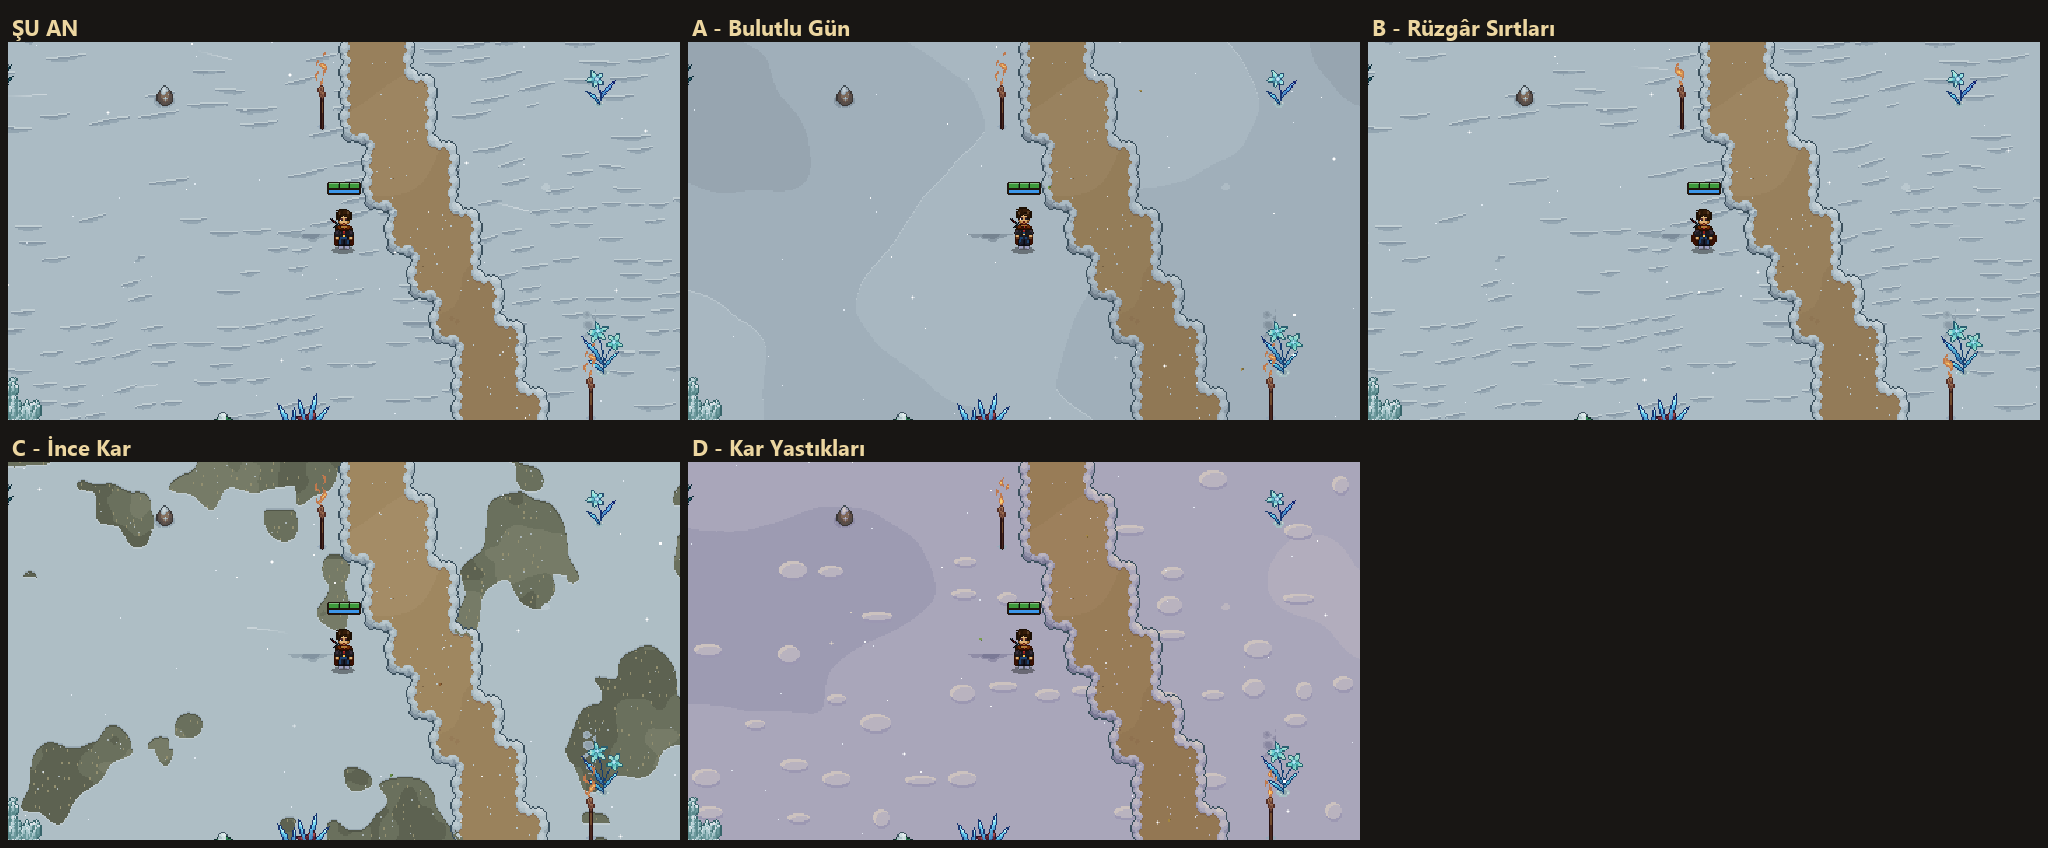 ŞU AN
A - Bulutlu Gün
B - Rüzgâr Sırtları
C - İnce Kar
D - Kar Yastıkları